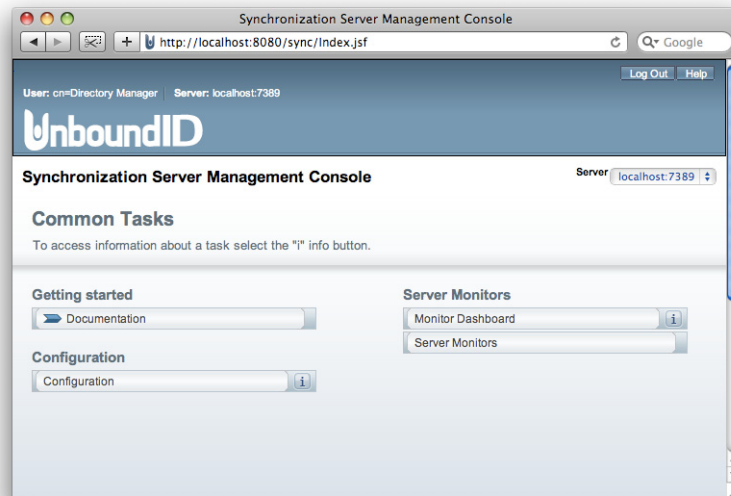 Synchronization Server Management Console
http://localhost:8080/sync/Index.jsf
Google
Log Out Help
User: cn=Directory Manager Server: localhost:7389
UnboundID
Synchronization Server Management Console
Server localhost:7389
Common Tasks
To access information about a task select the "i" info button.
Getting started
Documentation
Configuration
Configuration i
Server Monitors
Monitor Dashboard i
Server Monitors